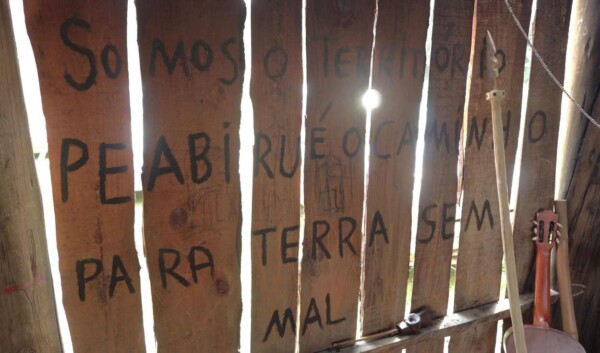 SOMOS O TERRITÓRIO
PEABIRU É O CAMINHO
PARA TERRA SEM
MAL